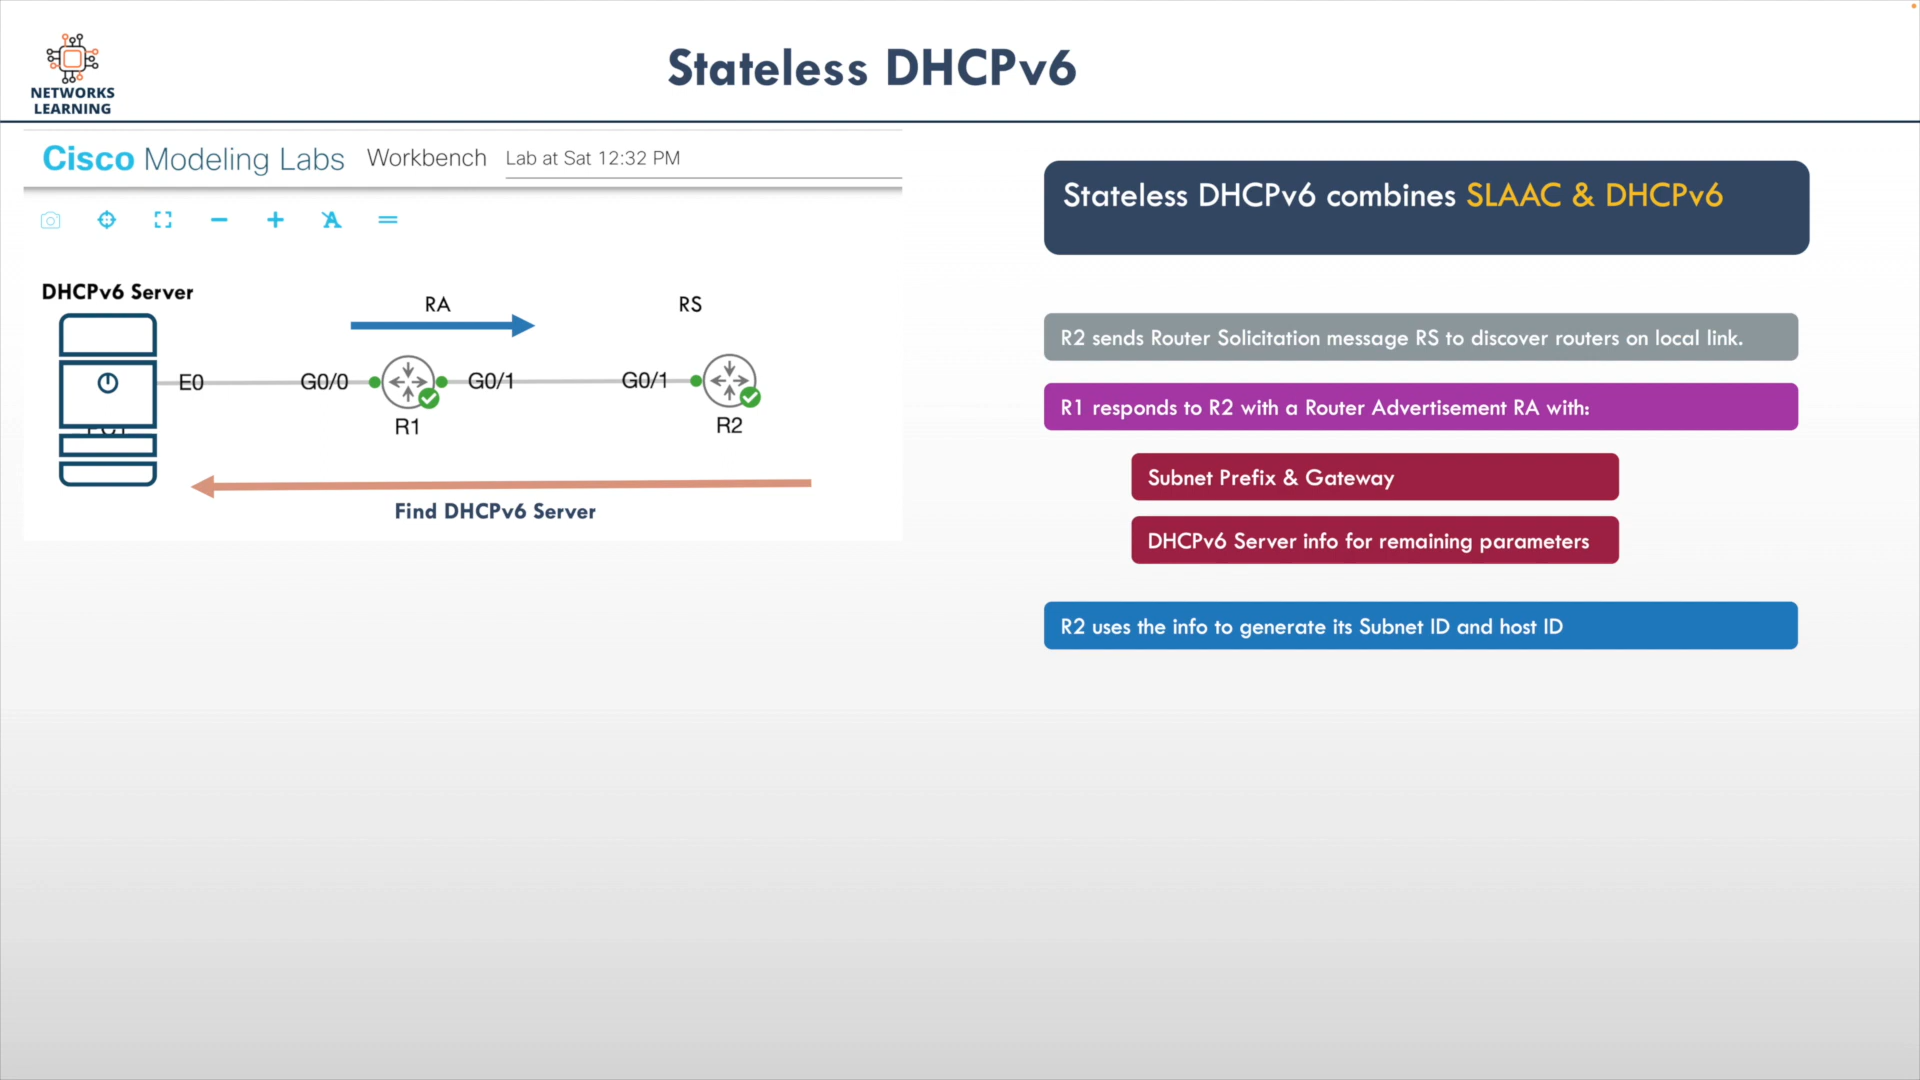 NETWORKS
LEARNING
Stateless DHCPv6
Cisco Modeling Labs Workbench Lab at Sat 12:32 PM
DHCPv6 Server
RA
RS
E0
G0/0
G0/1
G0/1
R1
R2
Find DHCPv6 Server
Stateless DHCPv6 combines SLAAC & DHCPv6
R2 sends Router Solicitation message RS to discover routers on local link.
R1 responds to R2 with a Router Advertisement RA with:
Subnet Prefix & Gateway
DHCPv6 Server info for remaining parameters
R2 uses the info to generate its Subnet ID and host ID